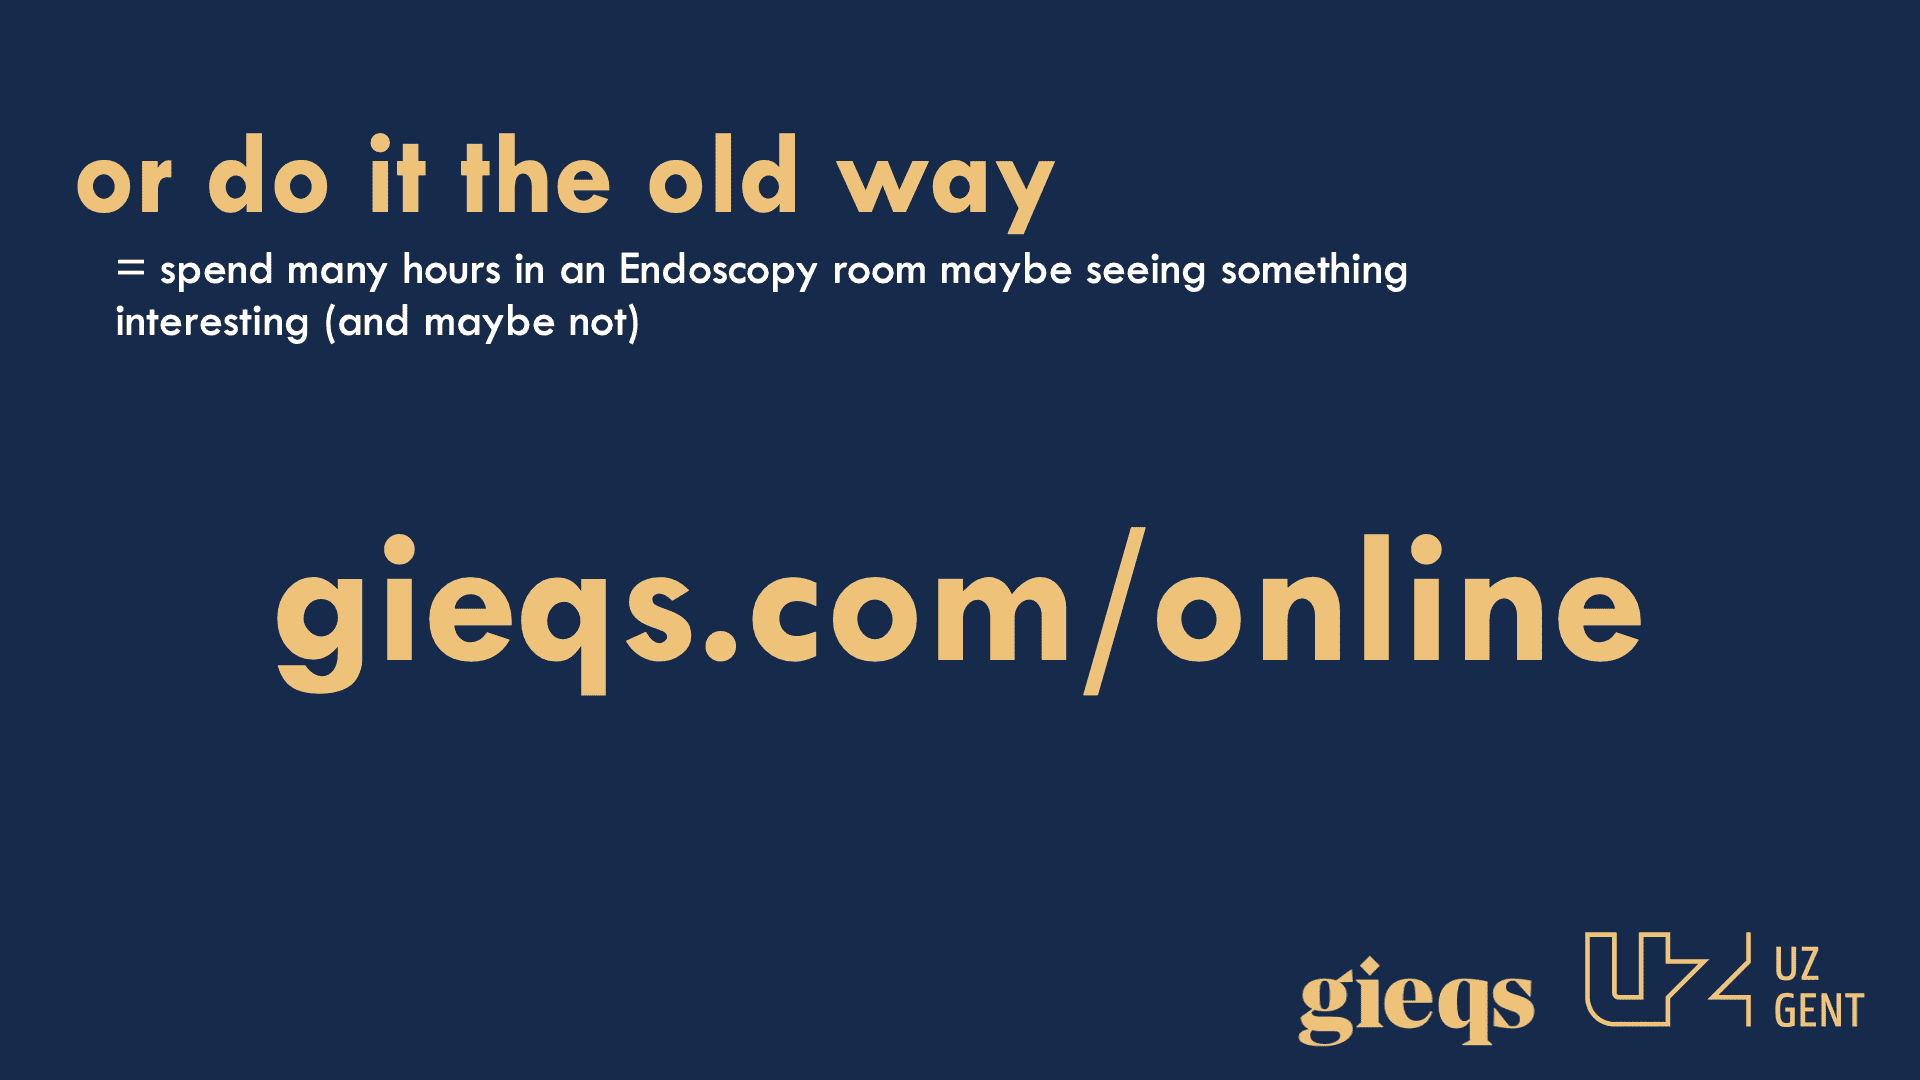 or do it the old way
= spend many hours in an Endoscopy room maybe seeing something
interesting (and maybe not)
gieqs.com/online
gieqs
UZ
GENT